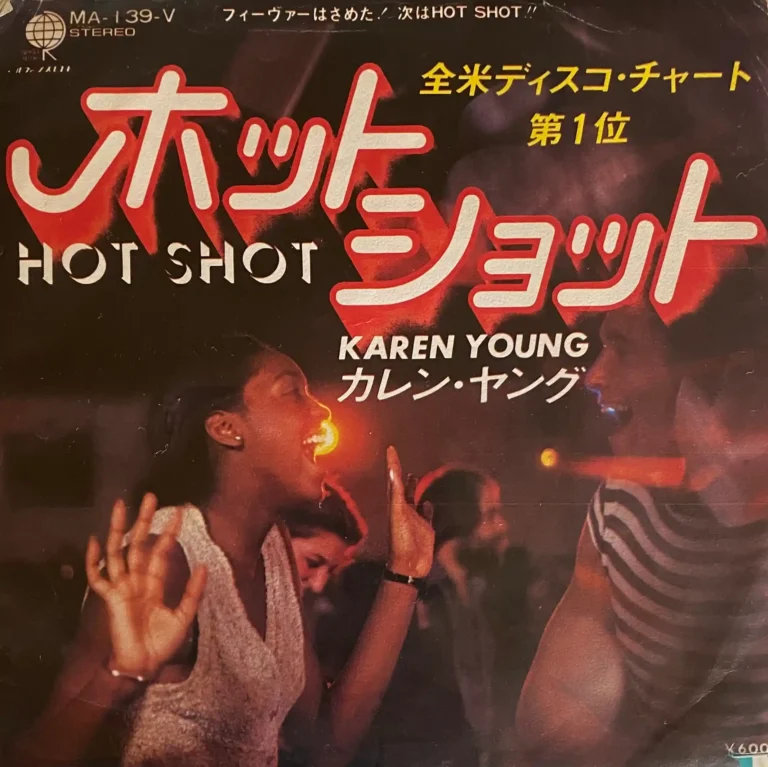 MA-139-V
STEREO
フィーヴァーはさめた! 次はHOT SHOT!!
全米ディスコ・チャート
第1位
ホット
ショット
HOT SHOT
KAREN YOUNG
カレン・ヤング
¥600